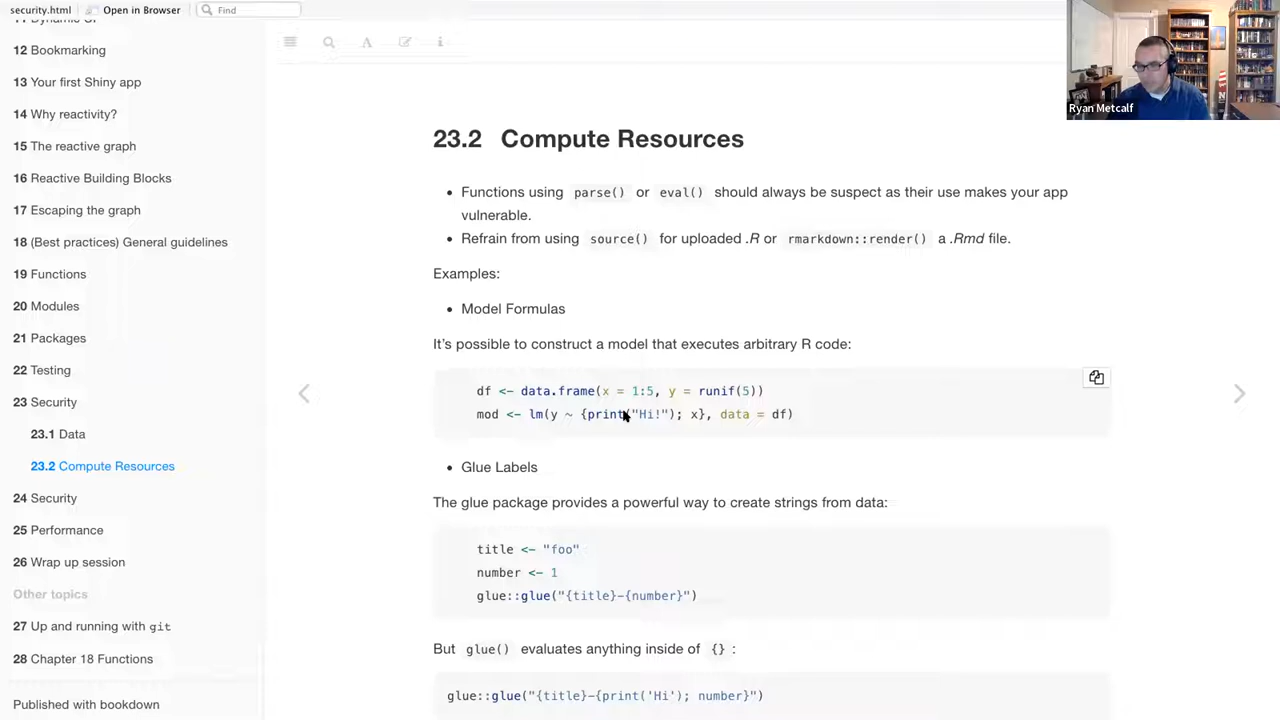 security.html
Open in Browser
Find
12 Bookmarking
13 Your first Shiny app
14 Why reactivity?
15 The reactive graph
16 Reactive Building Blocks
17 Escaping the graph
18 (Best practices) General guidelines
19 Functions
20 Modules
21 Packages
22 Testing
23 Security
23.1 Data
23.2 Compute Resources
24 Security
25 Performance
26 Wrap up session
Other topics
27 Up and running with git
28 Chapter 18 Functions
Published with bookdown
A
i
23.2 Compute Resources
• Functions using parse() or eval() should always be suspect as their use makes your app
vulnerable.
• Refrain from using source() for uploaded .R or rmarkdown::render() a .Rmd file.
Examples:
• Model Formulas
It's possible to construct a model that executes arbitrary R code:
df <- data.frame(x = 1:5, y = runif(5))
mod <- lm(y ~ {print("Hi!"); x}, data = df)
• Glue Labels
The glue package provides a powerful way to create strings from data:
title <- "foo"
number <- 1
glue::glue("{title}-{number}")
But glue() evaluates anything inside of {} :
glue::glue("{title}-{print('Hi'); number}")
Ryan Metcalf